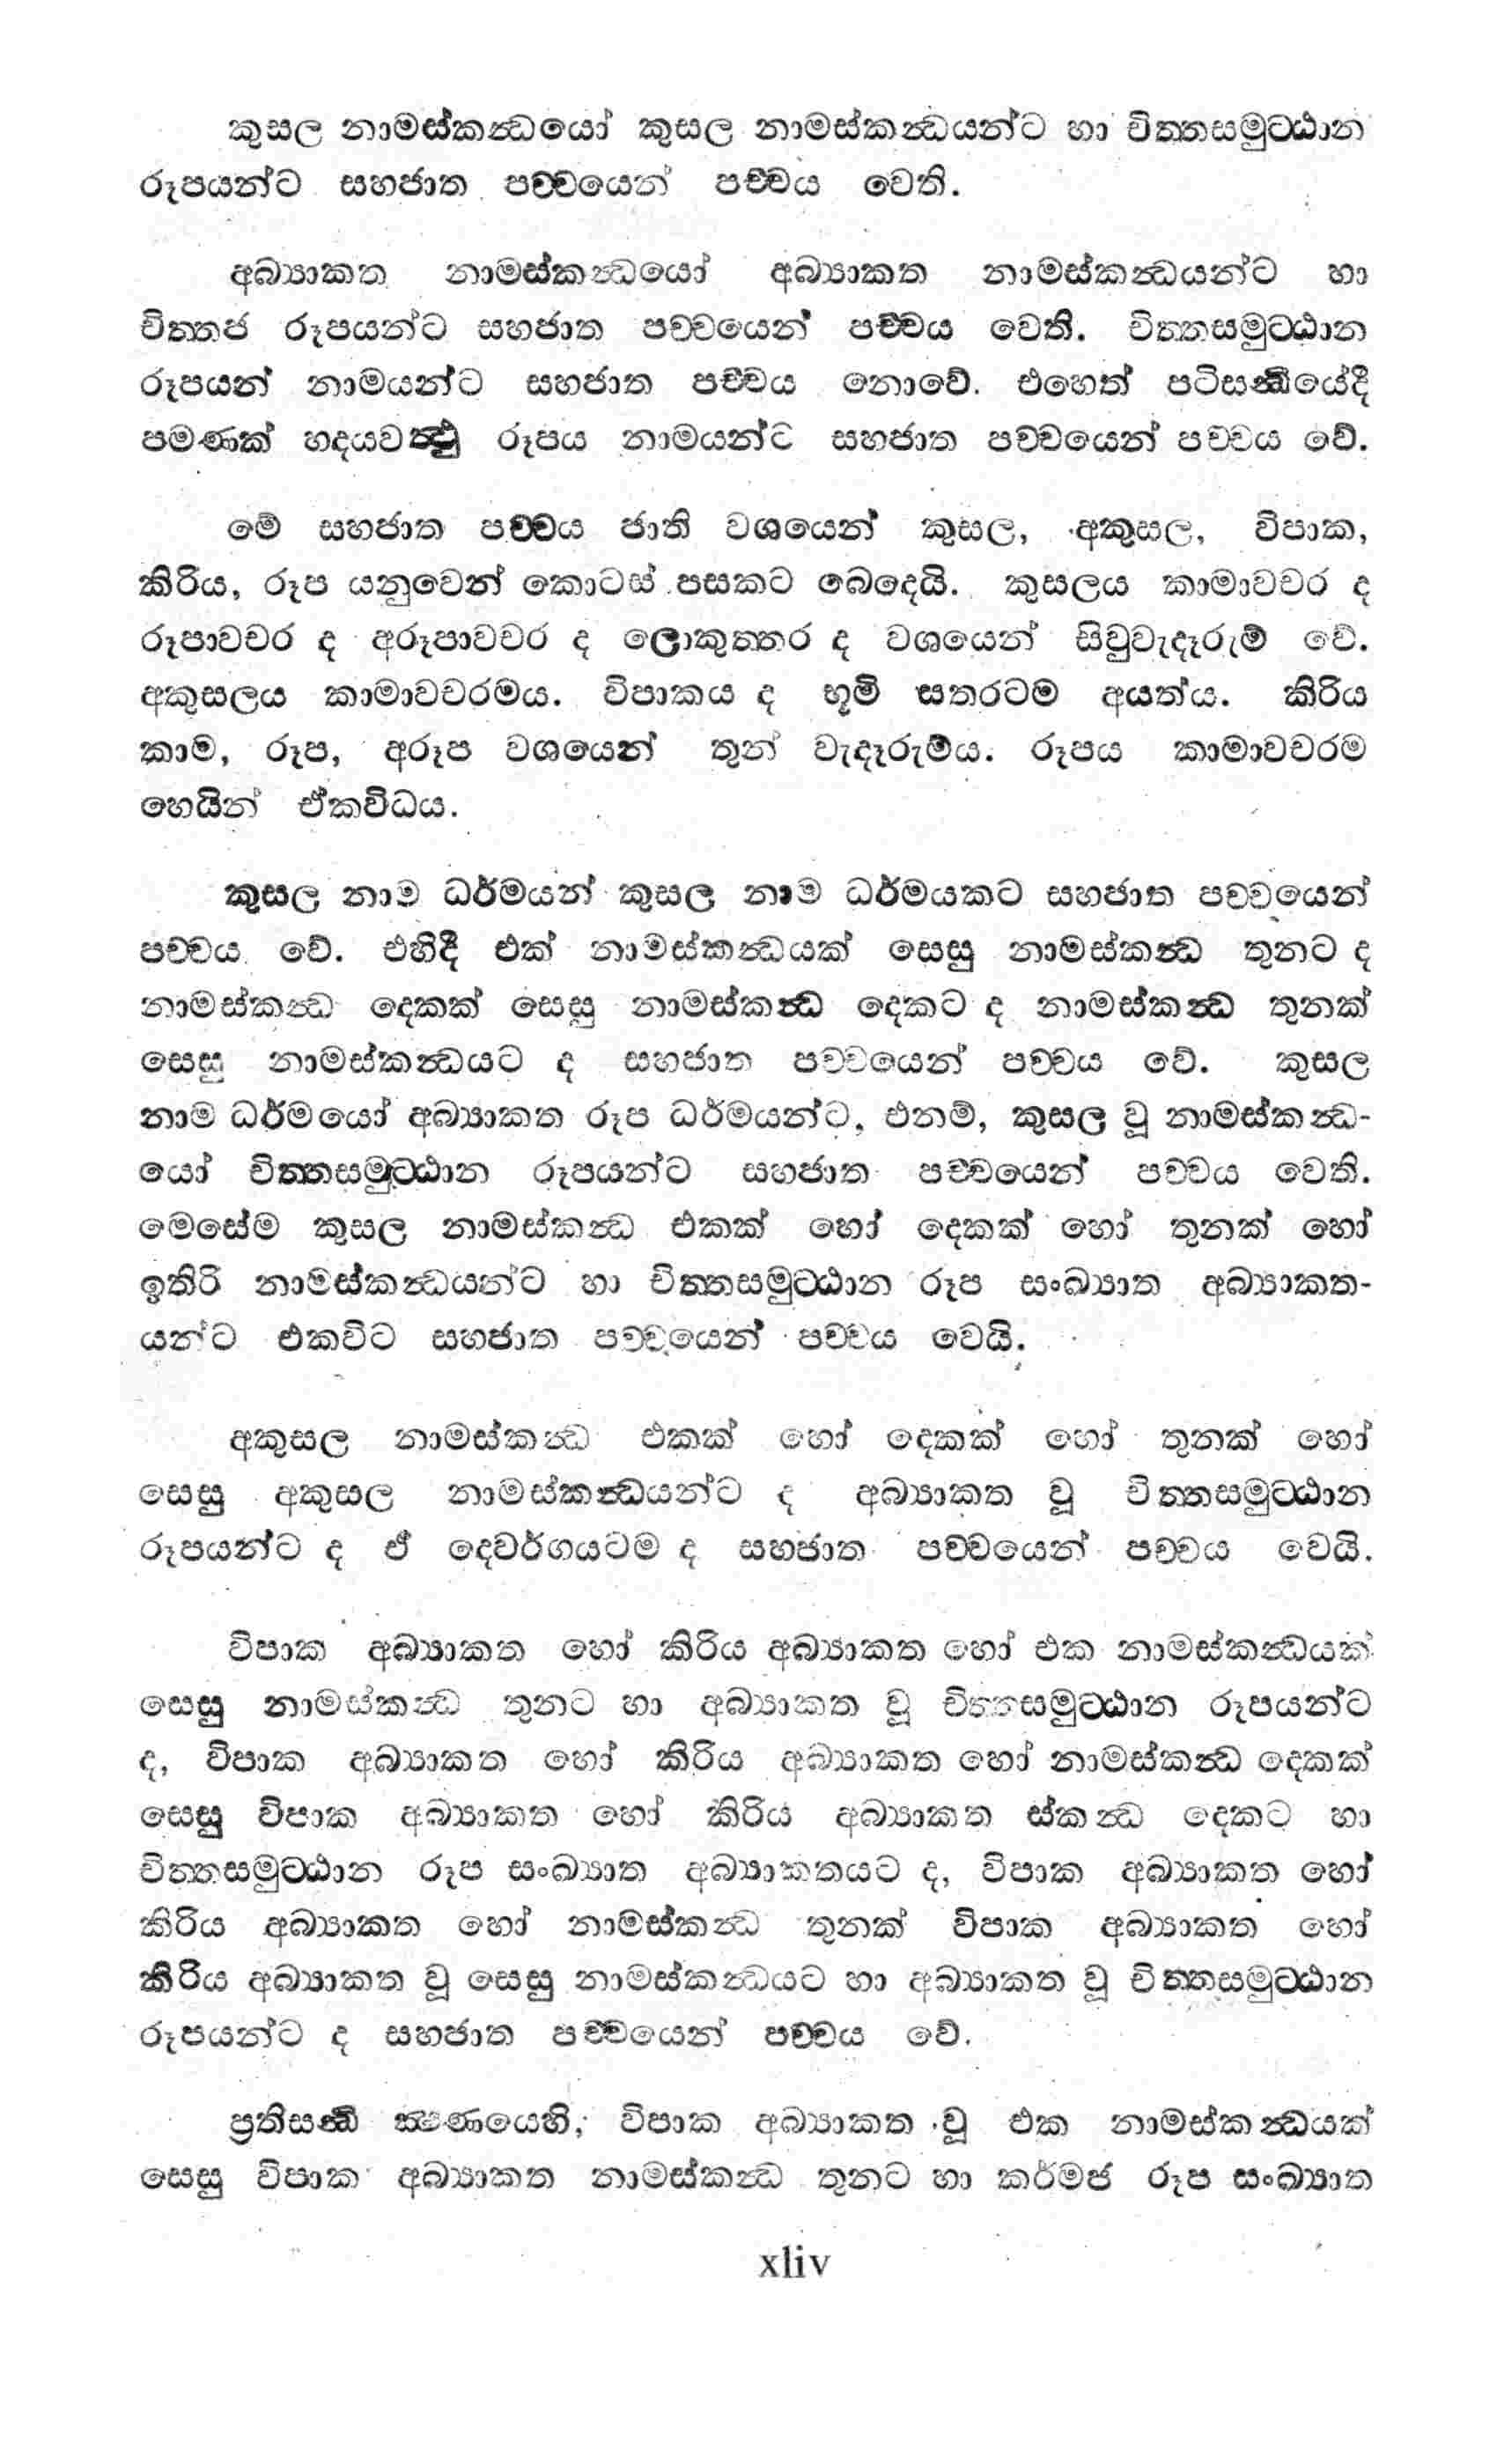 කුසල නාමස්කන්‍ධයෝ කුසල නාමස්කන්‍ධයන්ට හා චිත්තසමුට්ඨාන
රූපයන්ට සහජාත පච්චයෙන් පච්චය වෙති.
අබ්‍යාකත නාමස්කන්‍ධයෝ අබ්‍යාකත නාමස්කන්‍ධයන්ට හා
චිත්තජ රූපයන්ට සහජාත පච්චයෙන් පච්චය වෙති. චිත්තසමුට්ඨාන
රූපයන් නාමයන්ට සහජාත පච්චය නොවේ. එහෙත් පටිසන්‍ධියේදී
පමණක් හදයවත්‍ථු රූපය නාමයන්ට සහජාත පච්චයෙන් පච්චය වේ.
මේ සහජාත පච්චය ජාති වශයෙන් කුසල, අකුසල, විපාක,
කිරිය, රූප යනුවෙන් කොටස් පසකට බෙදෙයි. කුසලය කාමාවචර ද
රූපාවචර ද අරූපාවචර ද ලොකුත්තර ද වශයෙන් සිවුවැදෑරුම් වේ.
අකුසලය කාමාවචරමය. විපාකය ද භූමි සතරටම අයත්ය. කිරිය
කාම, රූප, අරූප වශයෙන් තුන් වැදෑරුම්ය. රූපය කාමාවචරම
හෙයින් ඒකවිධය.
කුසල නාම ධර්මයන් කුසල නාම ධර්මයකට සහජාත පච්චයෙන්
පච්චය වේ. එහිදී එක් නාමස්කන්‍ධයක් සෙසු නාමස්කන්‍ධ තුනට ද
නාමස්කන්‍ධ දෙකක් සෙසු නාමස්කන්‍ධ දෙකට ද නාමස්කන්‍ධ තුනක්
සෙසු නාමස්කන්‍ධයට ද සහජාත පච්චයෙන් පච්චය වේ. කුසල
නාම ධර්මයෝ අබ්‍යාකත රූප ධර්මයන්ට, එනම්, කුසල වූ නාමස්කන්‍ධ-
යෝ චිත්තසමුට්ඨාන රූපයන්ට සහජාත පච්චයෙන් පච්චය වෙති.
මෙසේම කුසල නාමස්කන්‍ධ එකක් හෝ දෙකක් හෝ තුනක් හෝ
ඉතිරි නාමස්කන්‍ධයන්ට හා චිත්තසමුට්ඨාන රූප සංඛ්‍යාත අබ්‍යාකත-
යන්ට එකවිට සහජාත පච්චයෙන් පච්චය වෙයි.
අකුසල නාමස්කන්‍ධ එකක් හෝ දෙකක් හෝ තුනක් හෝ
සෙසු අකුසල නාමස්කන්‍ධයන්ට ද අබ්‍යාකත වූ චිත්තසමුට්ඨාන
රූපයන්ට ද ඒ දෙවර්ගයටම ද සහජාත පච්චයෙන් පච්චය වෙයි.
විපාක අබ්‍යාකත හෝ කිරිය අබ්‍යාකත හෝ එක නාමස්කන්‍ධයක්
සෙසු නාමස්කන්‍ධ තුනට හා අබ්‍යාකත වූ චිත්තසමුට්ඨාන රූපයන්ට
ද, විපාක අබ්‍යාකත හෝ කිරිය අබ්‍යාකත හෝ නාමස්කන්‍ධ දෙකක්
සෙසු විපාක අබ්‍යාකත හෝ කිරිය අබ්‍යාකත ස්කන්‍ධ දෙකට හා
චිත්තසමුට්ඨාන රූප සංඛ්‍යාත අබ්‍යාකතයට ද, විපාක අබ්‍යාකත හෝ
කිරිය අබ්‍යාකත හෝ නාමස්කන්‍ධ තුනක් විපාක අබ්‍යාකත හෝ
කිරිය අබ්‍යාකත වූ සෙසු නාමස්කන්‍ධයට හා අබ්‍යාකත වූ චිත්තසමුට්ඨාන
රූපයන්ට ද සහජාත පච්චයෙන් පච්චය වේ.
ප්‍රතිසන්‍ධි ක්‍ෂණයෙහි, විපාක අබ්‍යාකත වූ එක නාමස්කන්‍ධයක්
සෙසු විපාක අබ්‍යාකත නාමස්කන්‍ධ තුනට හා කර්මජ රූප සංඛ්‍යාත
xliv